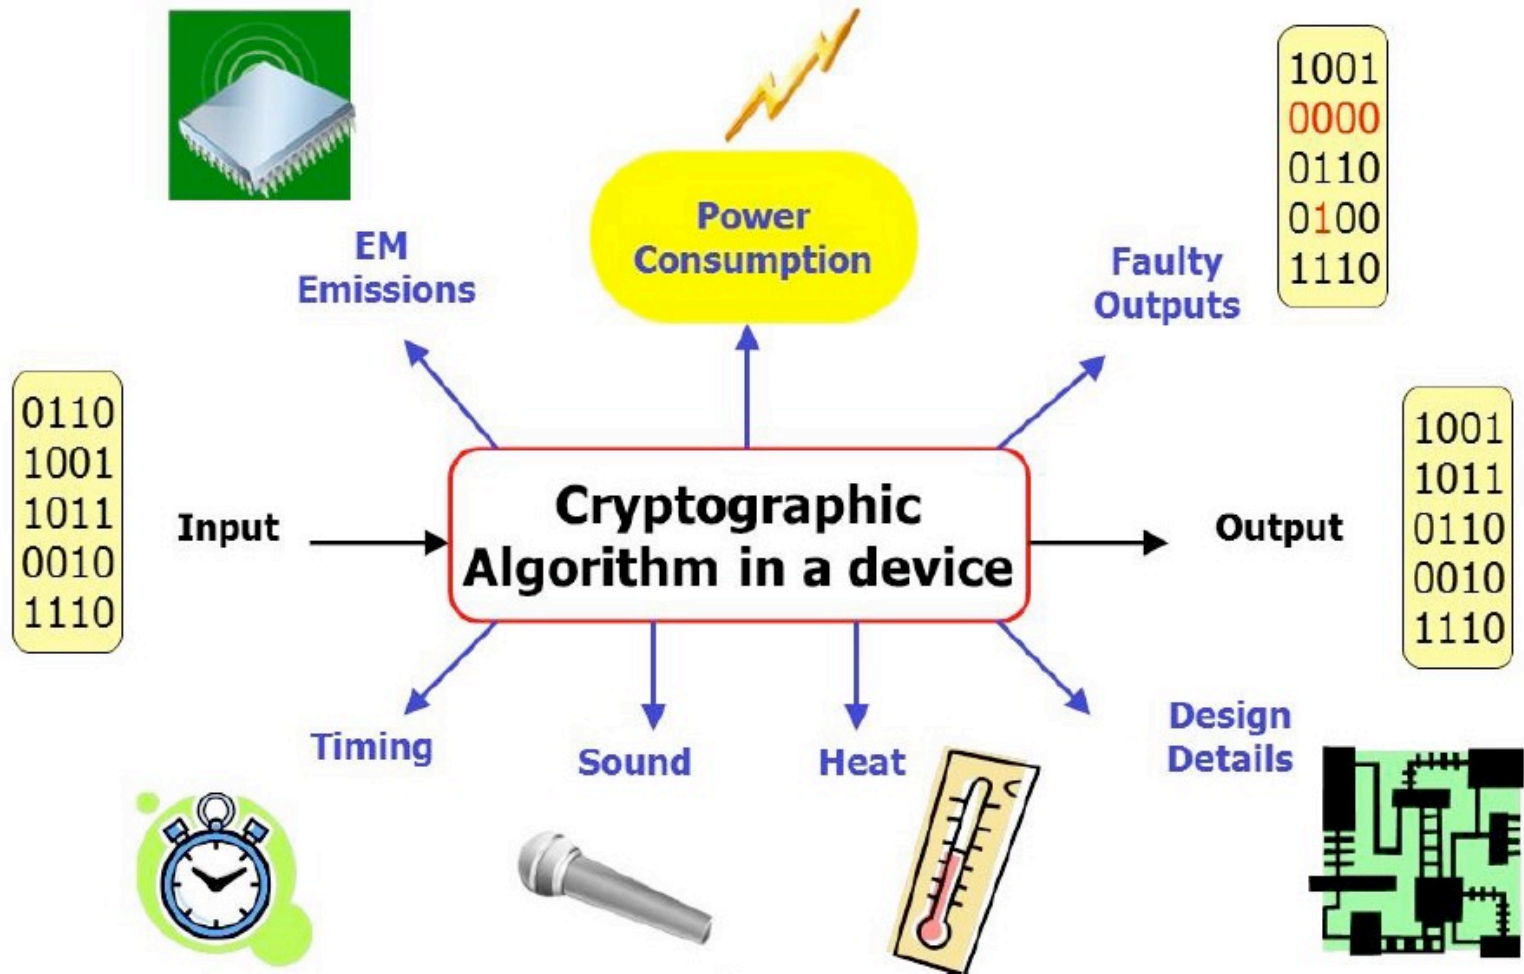 1001
0000
0110
0100
1110
Power
Consumption
EM
Emissions
Faulty
Outputs
0110
1001
1011
0010
1110
Input
Cryptographic
Algorithm in a device
Output
1001
1011
0110
0010
1110
Timing
Sound
Heat
Design
Details